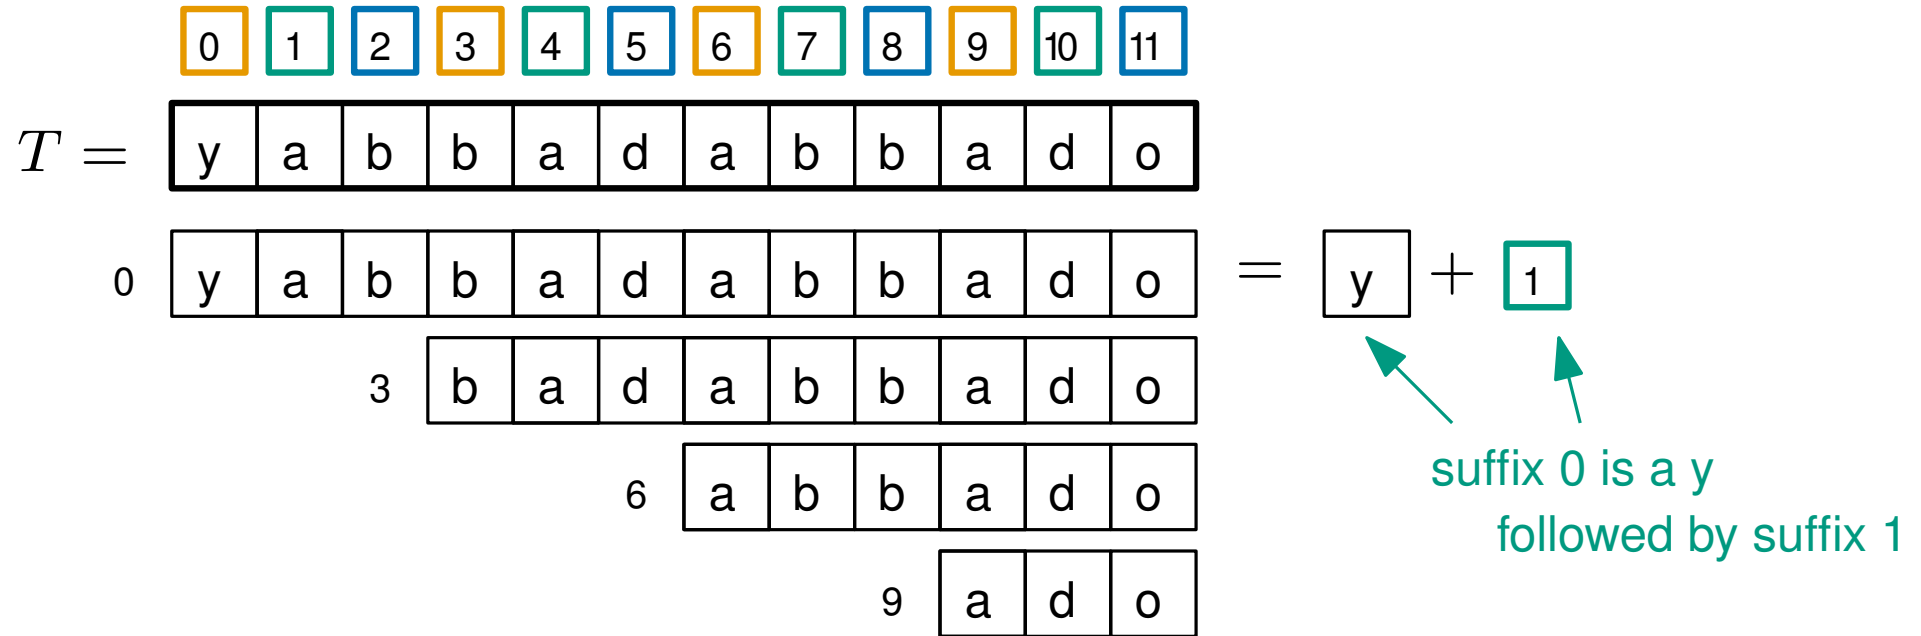 0 1 2 3 4 5 6 7 8 9 10 11
T = y a b b a d a b b a d o
0 y a b b a d a b b a d o = y + 1
3 b a d a b b a d o
suffix 0 is a y
6 a b b a d o
followed by suffix 1
9 a d o